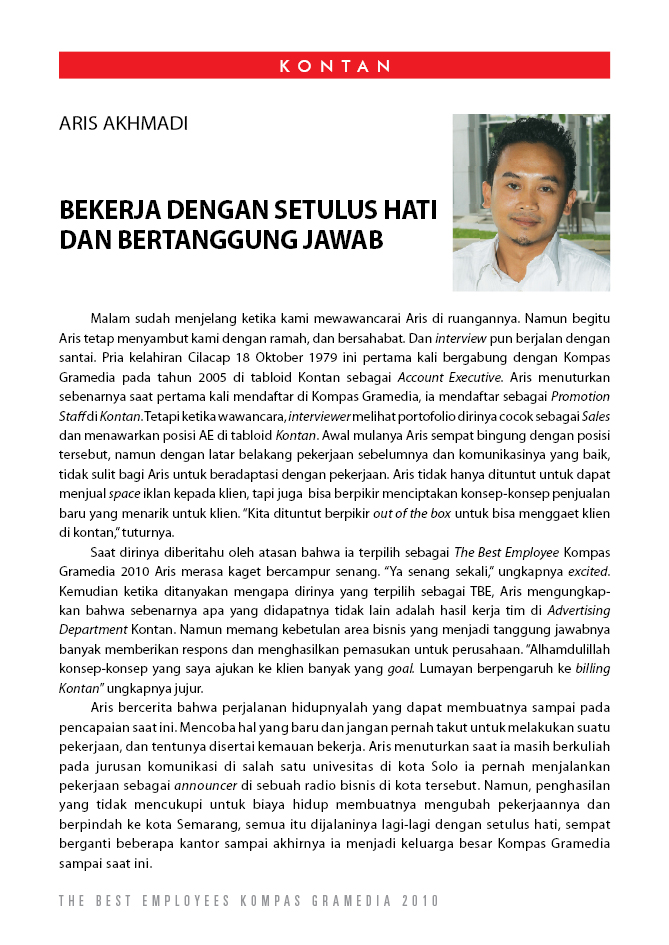 KONTAN
ARIS AKHMADI
BEKERJA DENGAN SETULUS HATI
DAN BERTANGGUNG JAWAB
Malam sudah menjelang ketika kami mewawancarai Aris di ruangannya. Namun begitu
Aris tetap menyambut kami dengan ramah, dan bersahabat. Dan interview pun berjalan dengan
santai. Pria kelahiran Cilacap 18 Oktober 1979 ini pertama kali bergabung dengan Kompas
Gramedia pada tahun 2005 di tabloid Kontan sebagai Account Executive. Aris menuturkan
sebenarnya saat pertama kali mendaftar di Kompas Gramedia, ia mendaftar sebagai Promotion
Staff di Kontan. Tetapi ketika wawancara, interviewer melihat portofolio dirinya cocok sebagai Sales
dan menawarkan posisi AE di tabloid Kontan. Awal mulanya Aris sempat bingung dengan posisi
tersebut, namun dengan latar belakang pekerjaan sebelumnya dan komunikasinya yang baik,
tidak sulit bagi Aris untuk beradaptasi dengan pekerjaan. Aris tidak hanya dituntut untuk dapat
menjual space iklan kepada klien, tapi juga bisa berpikir menciptakan konsep-konsep penjualan
baru yang menarik untuk klien. "Kita dituntut berpikir out of the box untuk bisa menggaet klien
di kontan," tuturnya.
Saat dirinya diberitahu oleh atasan bahwa ia terpilih sebagai The Best Employee Kompas
Gramedia 2010 Aris merasa kaget bercampur senang. "Ya senang sekali," ungkapnya excited.
Kemudian ketika ditanyakan mengapa dirinya yang terpilih sebagai TBE, Aris mengungkap-
kan bahwa sebenarnya apa yang didapatnya tidak lain adalah hasil kerja tim di Advertising
Department Kontan. Namun memang kebetulan area bisnis yang menjadi tanggung jawabnya
banyak memberikan respons dan menghasilkan pemasukan untuk perusahaan. "Alhamdulillah
konsep-konsep yang saya ajukan ke klien banyak yang goal. Lumayan berpengaruh ke billing
Kontan" ungkapnya jujur.
Aris bercerita bahwa perjalanan hidupnyalah yang dapat membuatnya sampai pada
pencapaian saat ini. Mencoba hal yang baru dan jangan pernah takut untuk melakukan suatu
pekerjaan, dan tentunya disertai kemauan bekerja. Aris menuturkan saat ia masih berkuliah
pada jurusan komunikasi di salah satu univesitas di kota Solo ia pernah menjalankan
pekerjaan sebagai announcer di sebuah radio bisnis di kota tersebut. Namun, penghasilan
yang tidak mencukupi untuk biaya hidup membuatnya mengubah pekerjaannya dan
berpindah ke kota Semarang, semua itu dijalaninya lagi-lagi dengan setulus hati, sempat
berganti beberapa kantor sampai akhirnya ia menjadi keluarga besar Kompas Gramedia
sampai saat ini.
THE BEST EMPLOYEES KOMPAS GRAMEDIA 2010